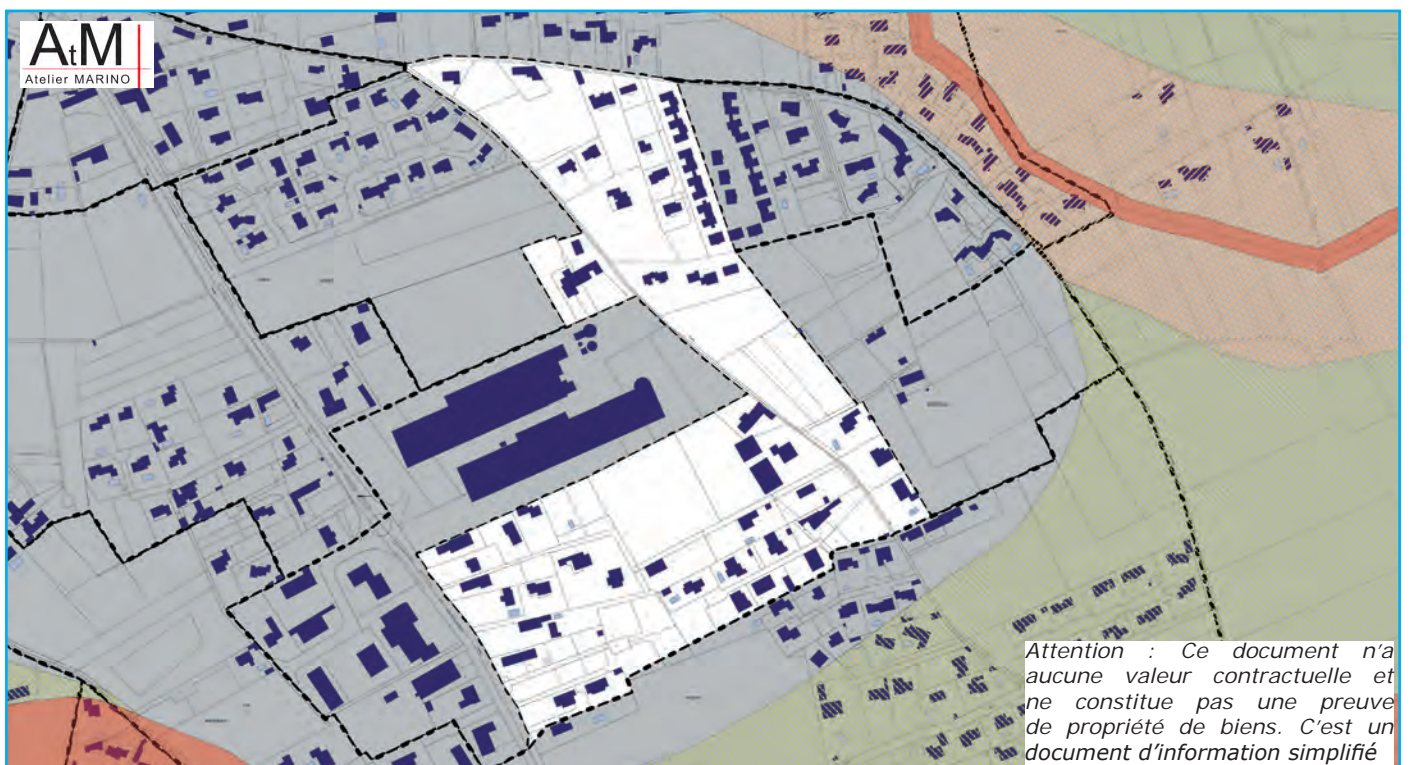 AtM
Atelier MARINO
Attention : Ce document n'a
aucune valeur contractuelle et
ne constitue pas une preuve
de propriété de biens. C'est un
document d'information simplifié